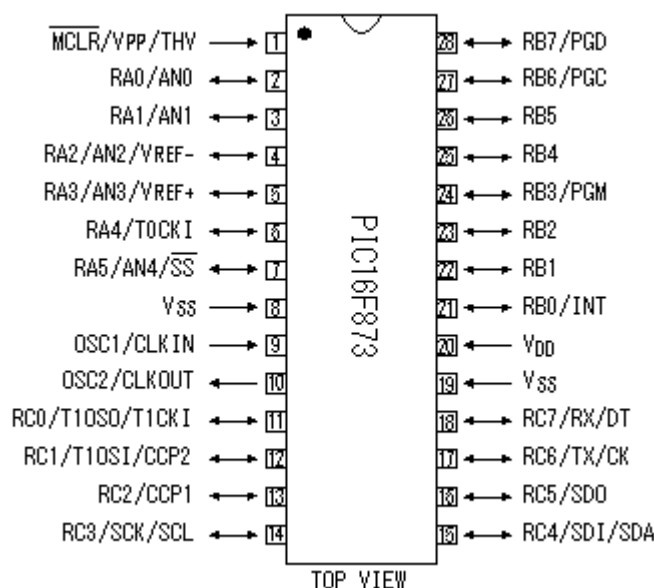 M̅C̅L̅R̅/VPP/THV 1 28 RB7/PGD
RA0/AN0 2 27 RB6/PGC
RA1/AN1 3 26 RB5
RA2/AN2/VREF- 4 25 RB4
RA3/AN3/VREF+ 5 24 RB3/PGM
RA4/T0CKI 6 23 RB2
RA5/AN4/S̅S̅ 7 22 RB1
VSS 8 21 RB0/INT
OSC1/CLKIN 9 20 VDD
OSC2/CLKOUT 10 19 VSS
RC0/T1OSO/T1CKI 11 18 RC7/RX/DT
RC1/T1OSI/CCP2 12 17 RC6/TX/CK
RC2/CCP1 13 16 RC5/SDO
RC3/SCK/SCL 14 15 RC4/SDI/SDA
PIC16F873
TOP VIEW